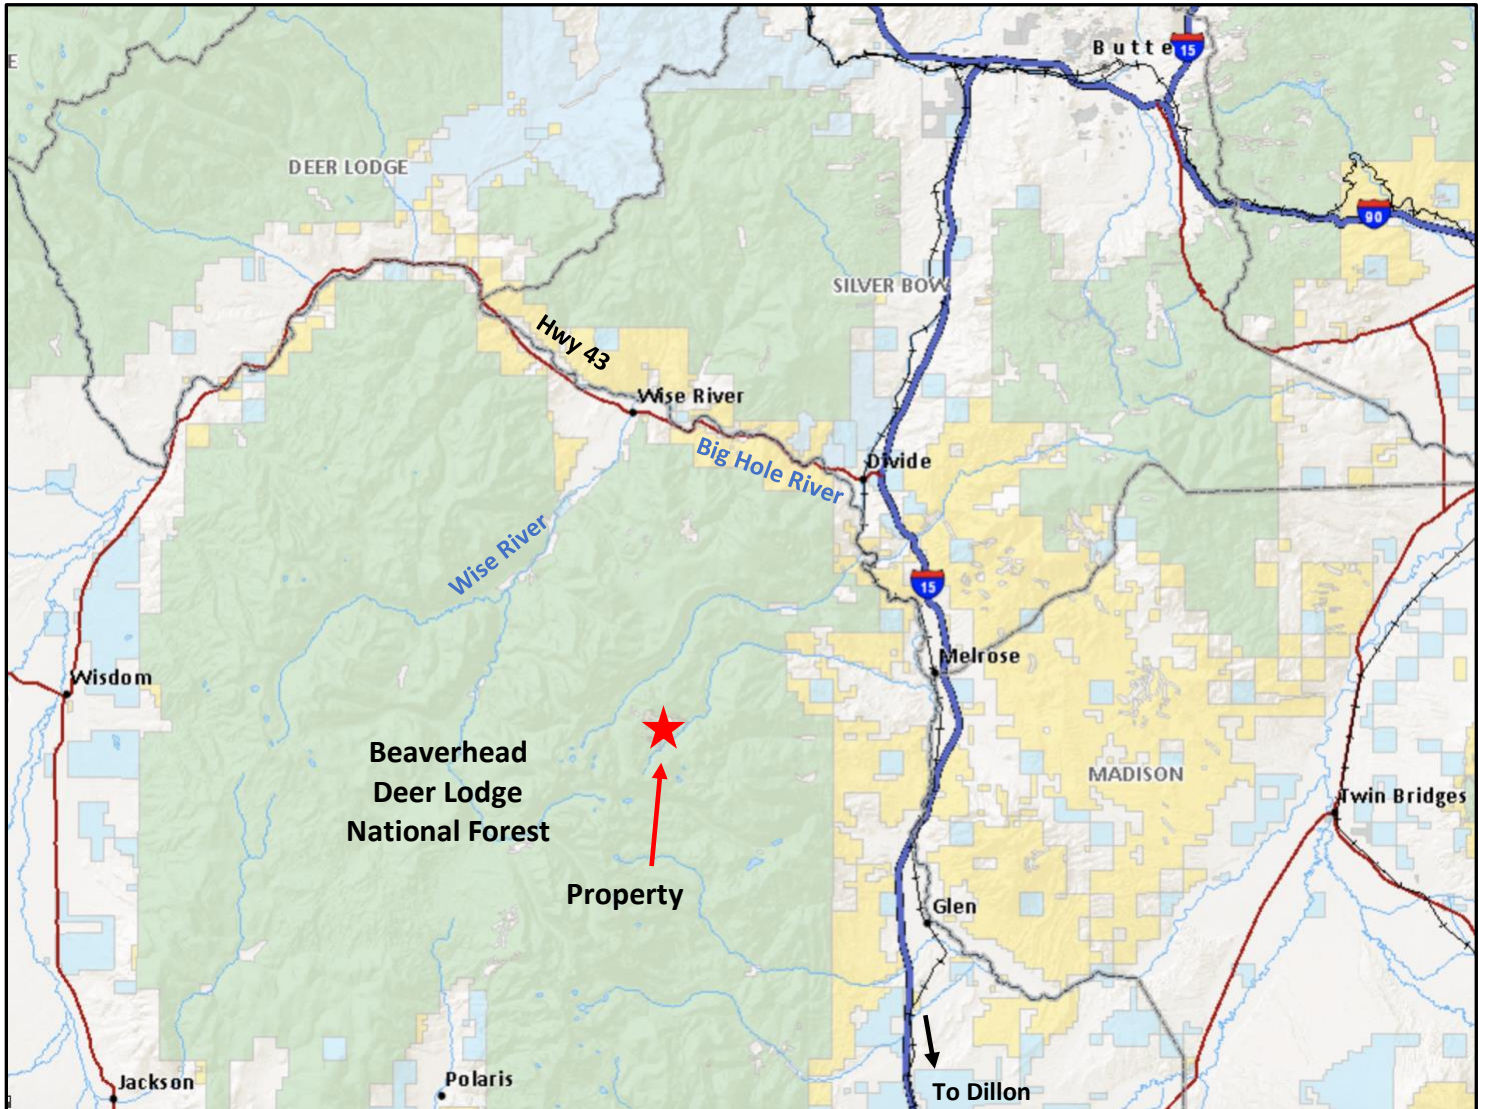 Butte
15
E
DEER LODGE
90
SILVER BOW
Hwy 43
Wise River
Big Hole River
Divide
Wise River
15
Melrose
Wisdom
Beaverhead
Deer Lodge
National Forest
MADISON
Twin Bridges
Property
Glen
To Dillon
Jackson
Polaris